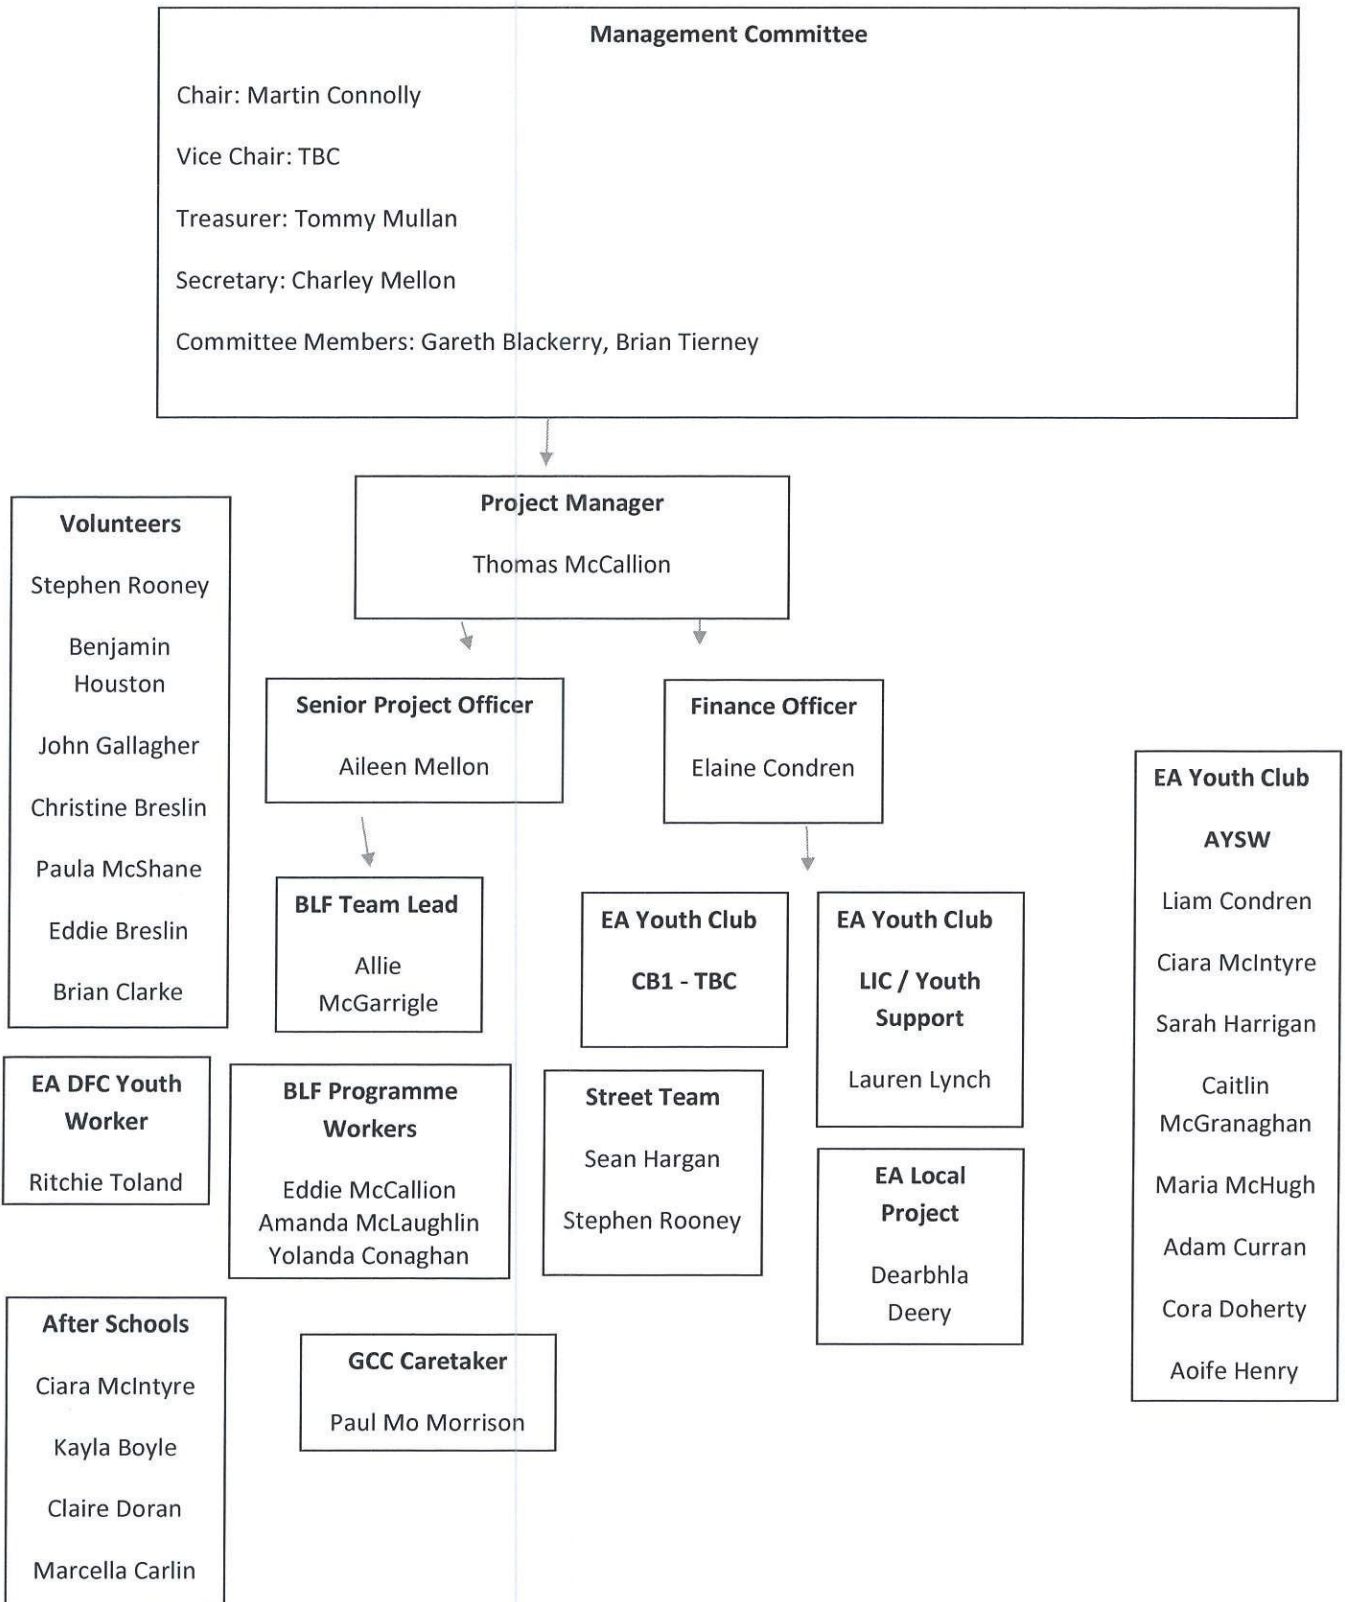 Management Committee
Chair: Martin Connolly
Vice Chair: TBC
Treasurer: Tommy Mullan
Secretary: Charley Mellon
Committee Members: Gareth Blackerry, Brian Tierney
Project Manager
Thomas McCallion
Volunteers
Stephen Rooney
Benjamin
Houston
John Gallagher
Christine Breslin
Paula McShane
Eddie Breslin
Brian Clarke
Senior Project Officer
Aileen Mellon
Finance Officer
Elaine Condren
BLF Team Lead
Allie
McGarrigle
EA Youth Club
CB1 - TBC
EA Youth Club
LIC / Youth
Support
Lauren Lynch
EA Youth Club
AYSW
Liam Condren
Ciara McIntyre
Sarah Harrigan
Caitlin
McGranaghan
Maria McHugh
Adam Curran
Cora Doherty
Aoife Henry
EA DFC Youth
Worker
Ritchie Toland
BLF Programme
Workers
Eddie McCallion
Amanda McLaughlin
Yolanda Conaghan
Street Team
Sean Hargan
Stephen Rooney
EA Local
Project
Dearbhla
Deery
After Schools
Ciara McIntyre
Kayla Boyle
Claire Doran
Marcella Carlin
GCC Caretaker
Paul Mo Morrison